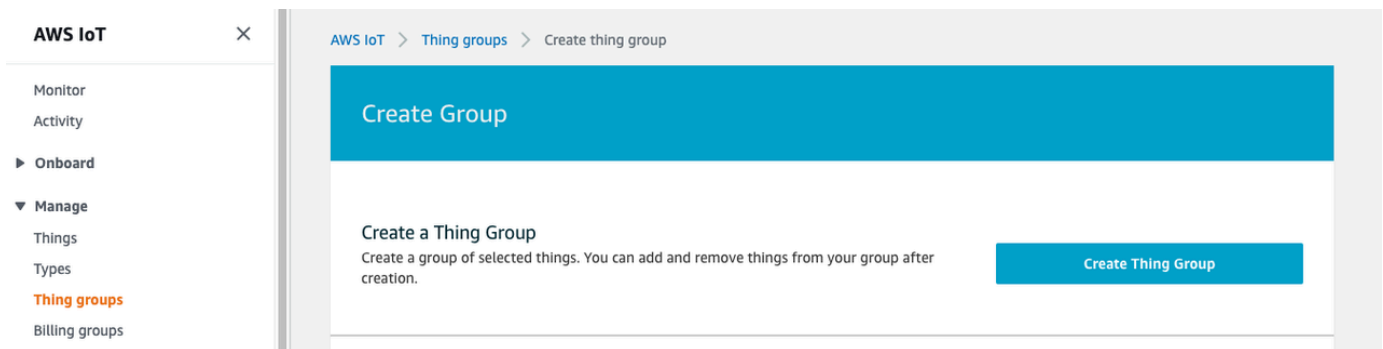 AWS IoT
Monitor
Activity
Onboard
Manage
Things
Types
Thing groups
Billing groups
AWS IoT > Thing groups > Create thing group
Create Group
Create a Thing Group
Create a group of selected things. You can add and remove things from your group after
creation.
Create Thing Group